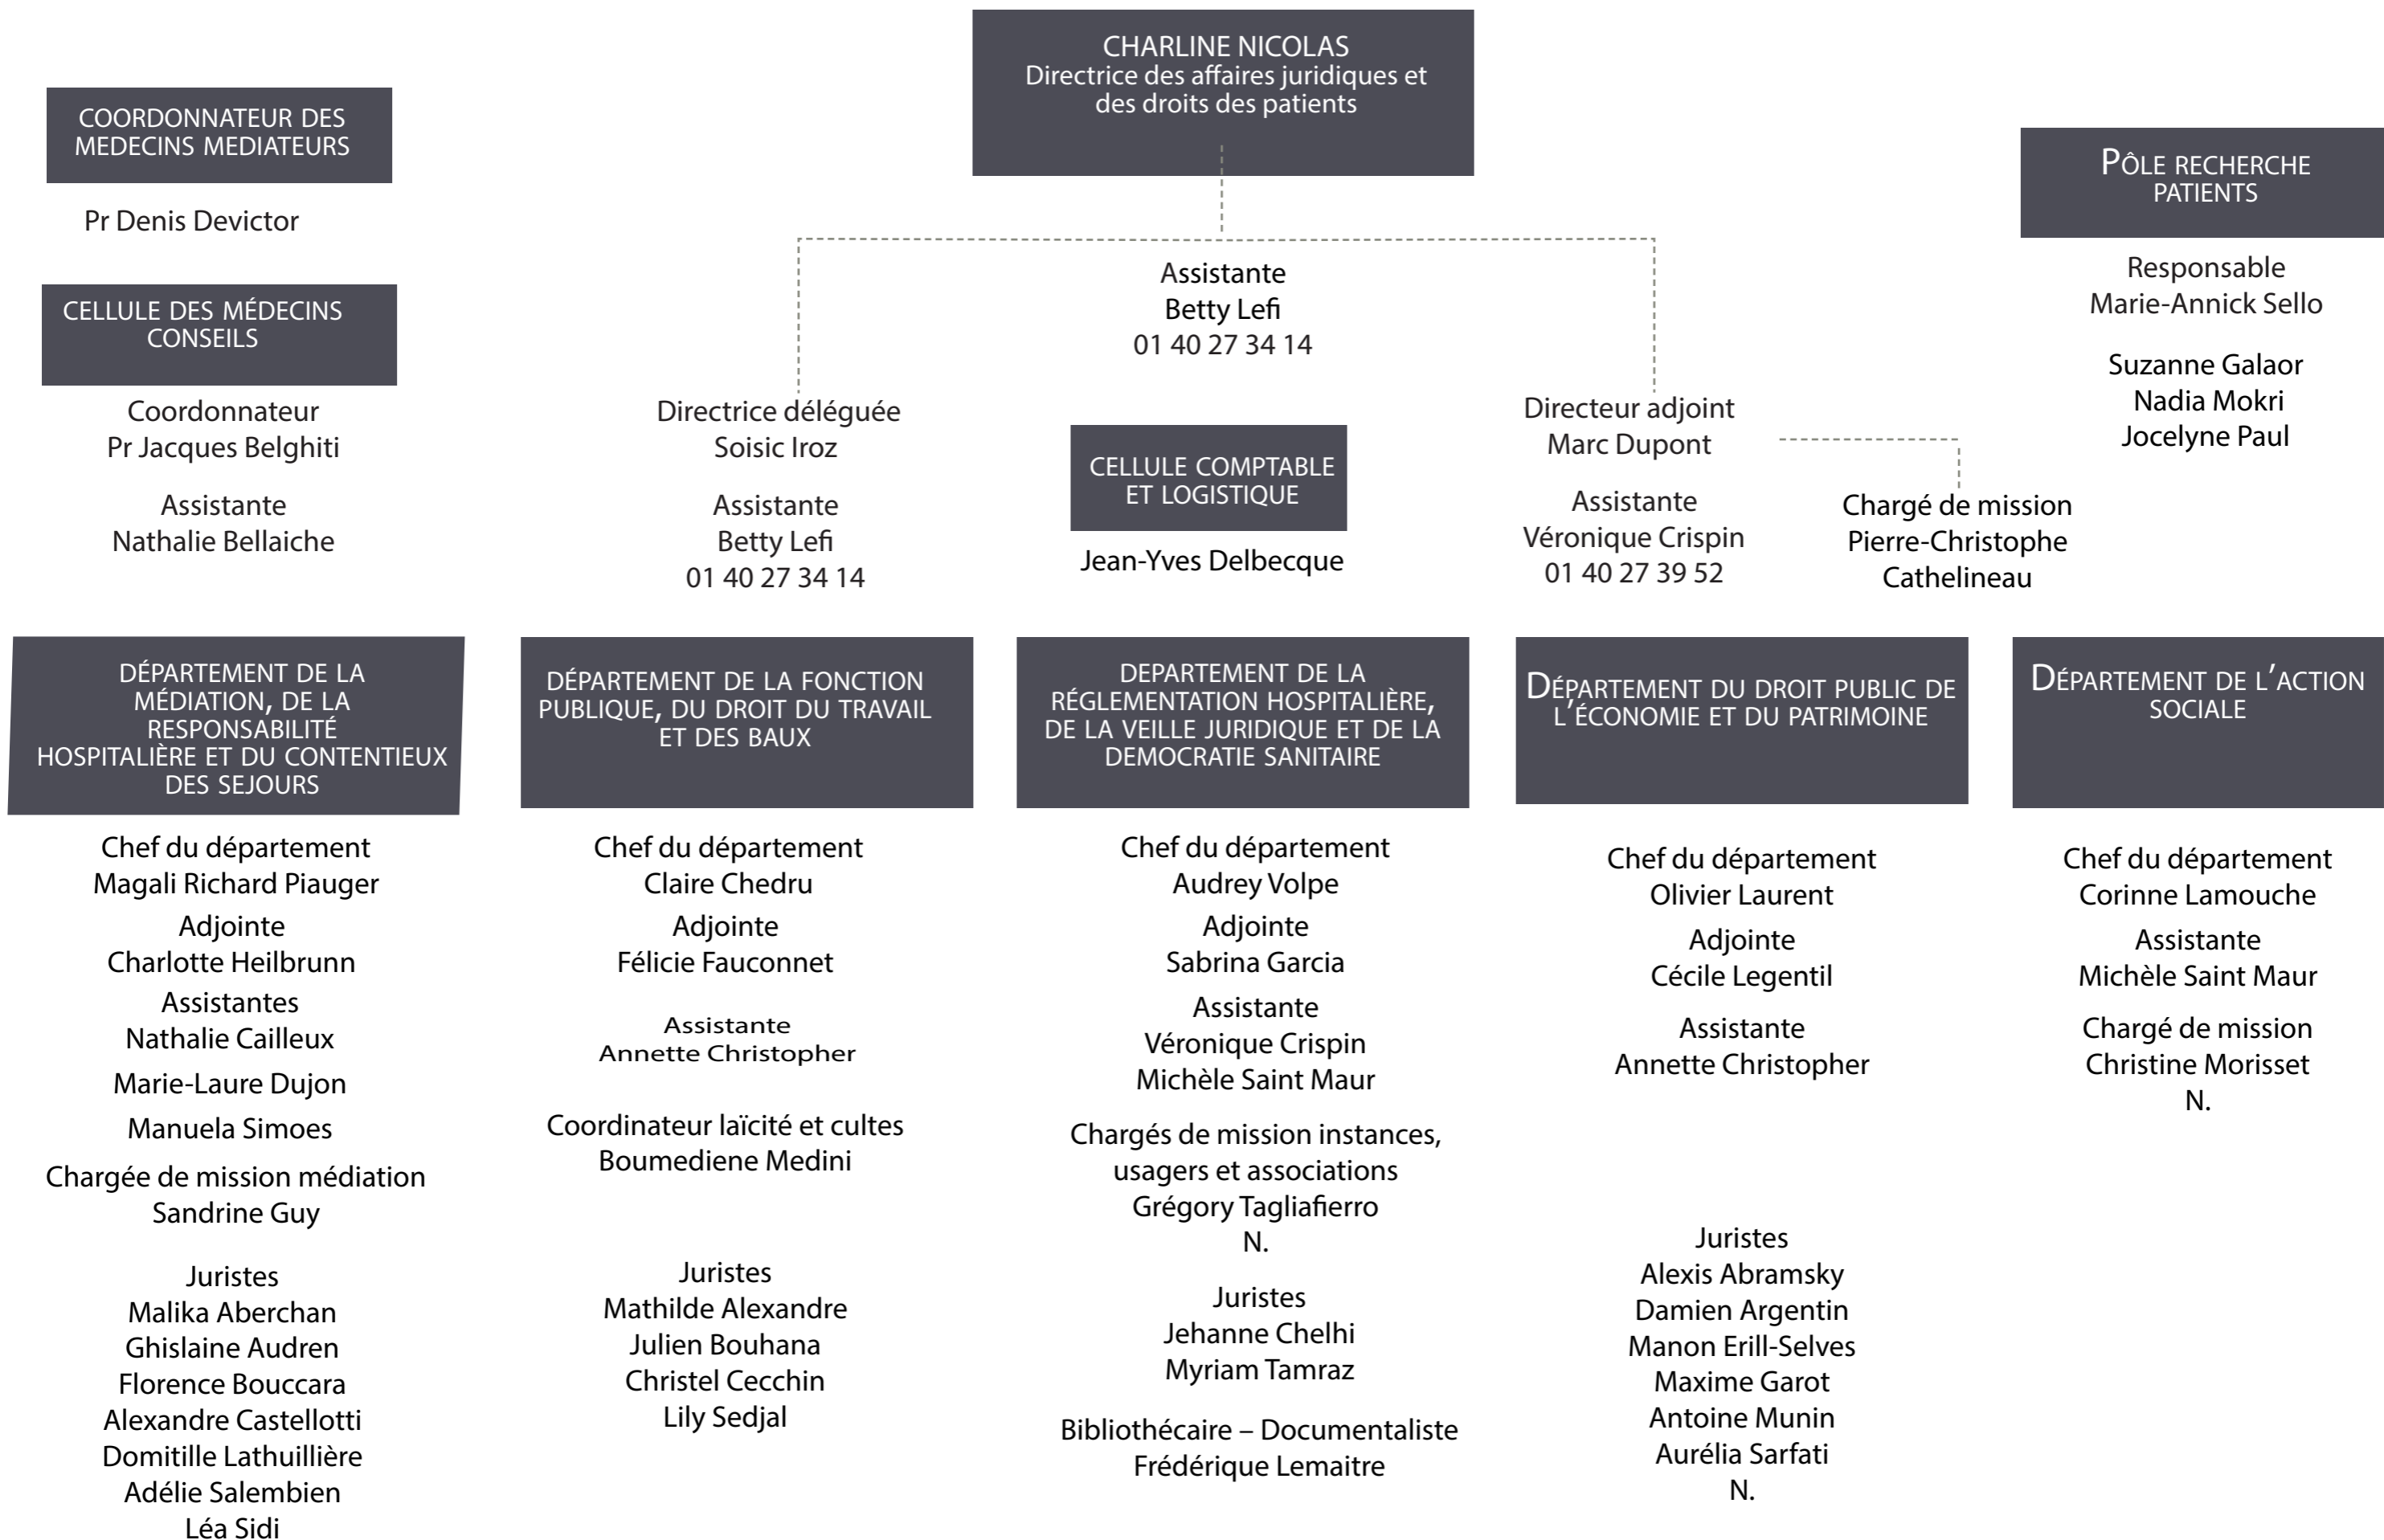 CHARLINE NICOLAS
Directrice des affaires juridiques et
des droits des patients
COORDONNATEUR DES
MEDECINS MEDIATEURS
Pr Denis Devictor
CELLULE DES MÉDECINS
CONSEILS
Coordonnateur
Pr Jacques Belghiti
Assistante
Nathalie Bellaiche
Assistante
Betty Lefi
01 40 27 34 14
Directrice déléguée
Soisic Iroz
Assistante
Betty Lefi
01 40 27 34 14
CELLULE COMPTABLE
ET LOGISTIQUE
Jean-Yves Delbecque
Directeur adjoint
Marc Dupont
Assistante
Véronique Crispin
01 40 27 39 52
Chargé de mission
Pierre-Christophe
Cathelineau
PÔLE RECHERCHE
PATIENTS
Responsable
Marie-Annick Sello
Suzanne Galaor
Nadia Mokri
Jocelyne Paul
DÉPARTEMENT DE LA
MÉDIATION, DE LA
RESPONSABILITÉ
HOSPITALIÈRE ET DU CONTENTIEUX
DES SEJOURS
Chef du département
Magali Richard Piauger
Adjointe
Charlotte Heilbrunn
Assistantes
Nathalie Cailleux
Marie-Laure Dujon
Manuela Simoes
Chargée de mission médiation
Sandrine Guy
Juristes
Malika Aberchan
Ghislaine Audren
Florence Bouccara
Alexandre Castellotti
Domitille Lathuillière
Adélie Salembien
Léa Sidi
DÉPARTEMENT DE LA FONCTION
PUBLIQUE, DU DROIT DU TRAVAIL
ET DES BAUX
Chef du département
Claire Chedru
Adjointe
Félicie Fauconnet
Assistante
Annette Christopher
Coordinateur laïcité et cultes
Boumediene Medini
Juristes
Mathilde Alexandre
Julien Bouhana
Christel Cecchin
Lily Sedjal
DEPARTEMENT DE LA
RÉGLEMENTATION HOSPITALIÈRE,
DE LA VEILLE JURIDIQUE ET DE LA
DEMOCRATIE SANITAIRE
Chef du département
Audrey Volpe
Adjointe
Sabrina Garcia
Assistante
Véronique Crispin
Michèle Saint Maur
Chargés de mission instances,
usagers et associations
Grégory Tagliafierro
N.
Juristes
Jehanne Chelhi
Myriam Tamraz
Bibliothécaire – Documentaliste
Frédérique Lemaitre
DÉPARTEMENT DU DROIT PUBLIC DE
L'ÉCONOMIE ET DU PATRIMOINE
Chef du département
Olivier Laurent
Adjointe
Cécile Legentil
Assistante
Annette Christopher
Juristes
Alexis Abramsky
Damien Argentin
Manon Erill-Selves
Maxime Garot
Antoine Munin
Aurélia Sarfati
N.
DÉPARTEMENT DE L'ACTION
SOCIALE
Chef du département
Corinne Lamouche
Assistante
Michèle Saint Maur
Chargé de mission
Christine Morisset
N.